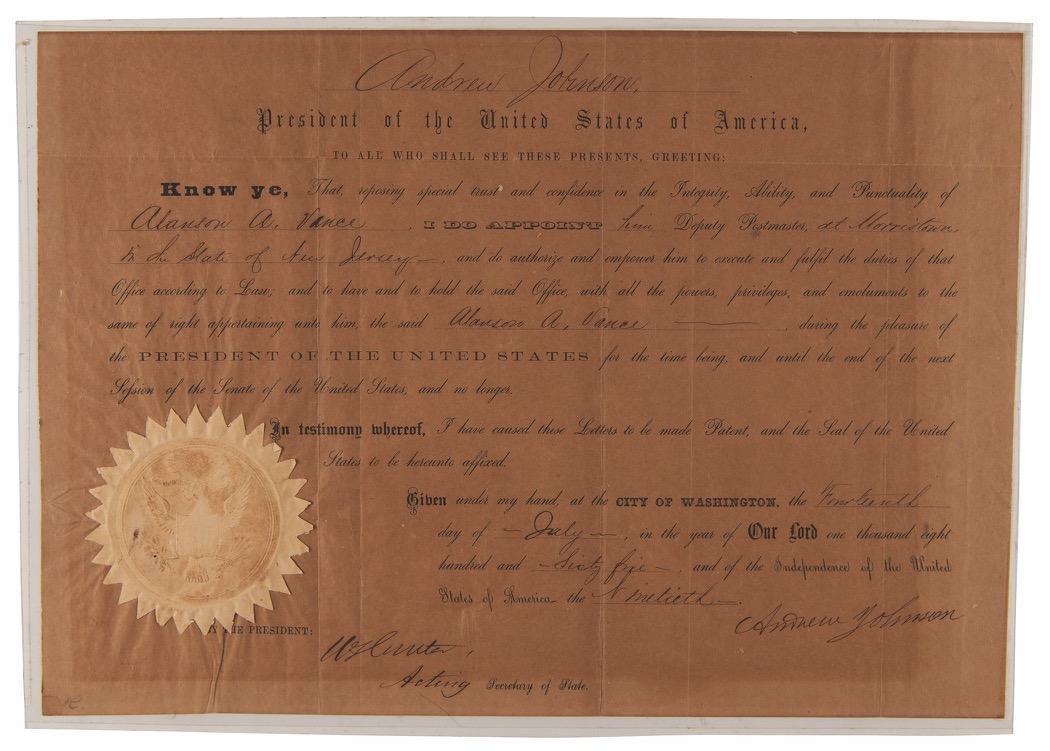 Andrew Johnson,
President of the United States of America,
TO ALL WHO SHALL SEE THESE PRESENTS, GREETING:
Know ye, That, reposing special trust and confidence in the Integrity, Ability, and Punctuality of
Alanson A. Vance, I DO APPOINT him Deputy Postmaster, at Morristown,
in the State of New Jersey—, and do authorize and empower him to execute and fulfil the duties of that
Office according to Law; and to have and to hold the said Office, with all the powers, privileges, and emoluments to the
same of right appertaining unto him, the said Alanson A. Vance ——, during the pleasure of
the PRESIDENT OF THE UNITED STATES for the time being, and until the end of the next
Session of the Senate of the United States, and no longer.
In testimony whereof, I have caused these Letters to be made Patent, and the Seal of the United
States to be hereunto affixed.
Given under my hand, at the CITY OF WASHINGTON, the Fourteenth
day of — July —, in the year of Our Lord one thousand eight
hundred and — Sixty five —, and of the Independence of the United
States of America the Ninetieth —.
Andrew Johnson
BY THE PRESIDENT:
W Hunter,
Acting Secretary of State.